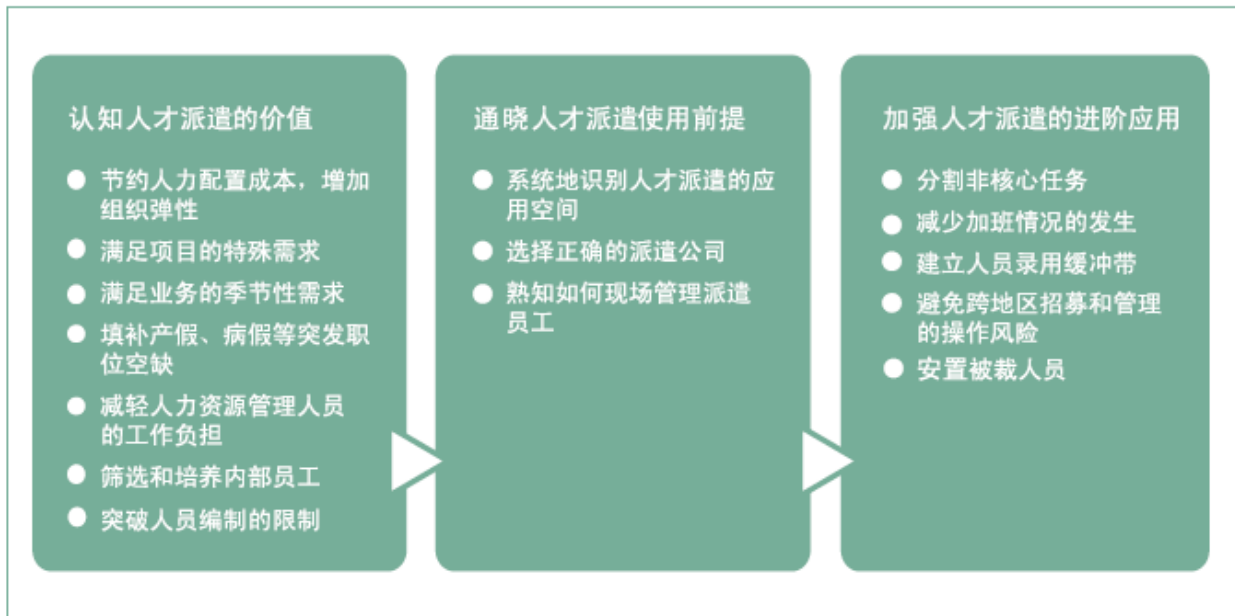 认知人才派遣的价值
节约人力配置成本，增加
组织弹性
满足项目的特殊需求
满足业务的季节性需求
填补产假、病假等突发职
位空缺
减轻人力资源管理人员
的工作负担
筛选和培养内部员工
突破人员编制的限制
通晓人才派遣使用前提
系统地识别人才派遣的应
用空间
选择正确的派遣公司
熟知如何现场管理派遣
员工
加强人才派遣的进阶应用
分割非核心任务
减少加班情况的发生
建立人员录用缓冲带
避免跨地区招募和管理
的操作风险
安置被裁人员